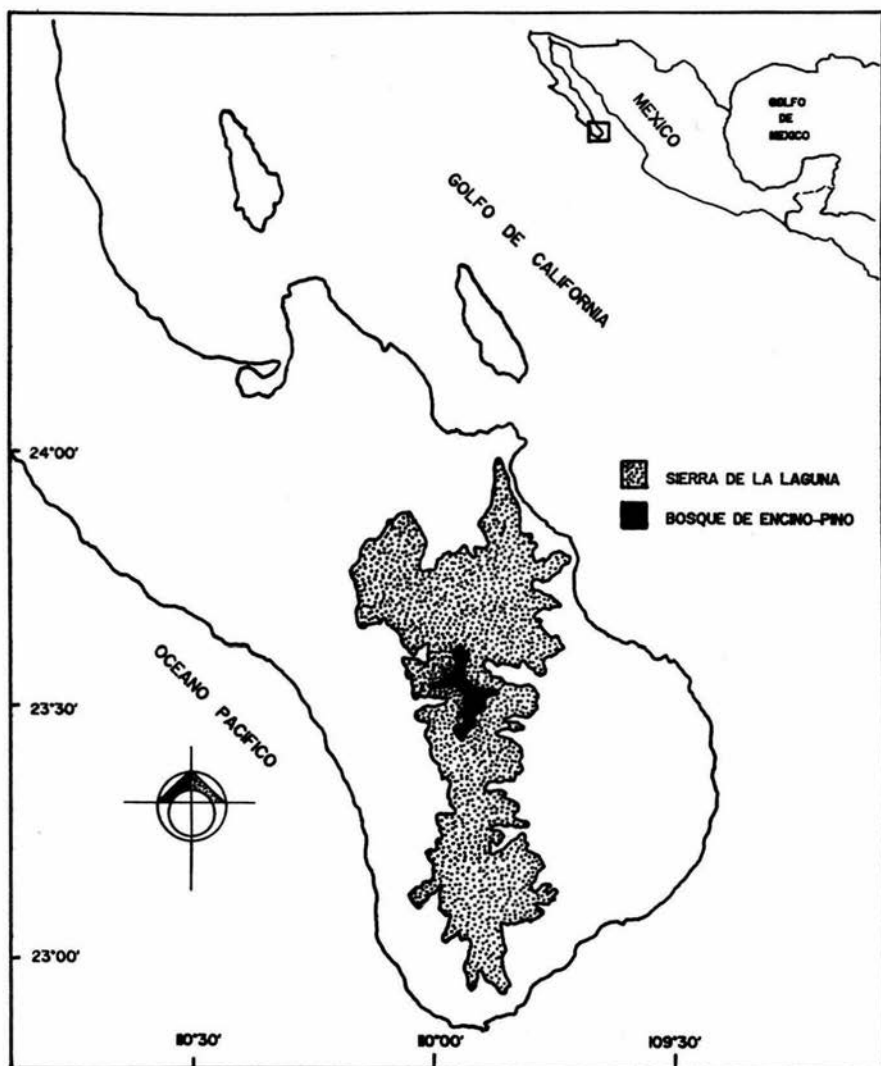 MEXICO
GOLFO
DE
MEXICO
GOLFO DE CALIFORNIA
24°00'
SIERRA DE LA LAGUNA
BOSQUE DE ENCINO-PINO
OCEANO PACIFICO
23°30'
23°00'
110°30'
110°00'
109°30'